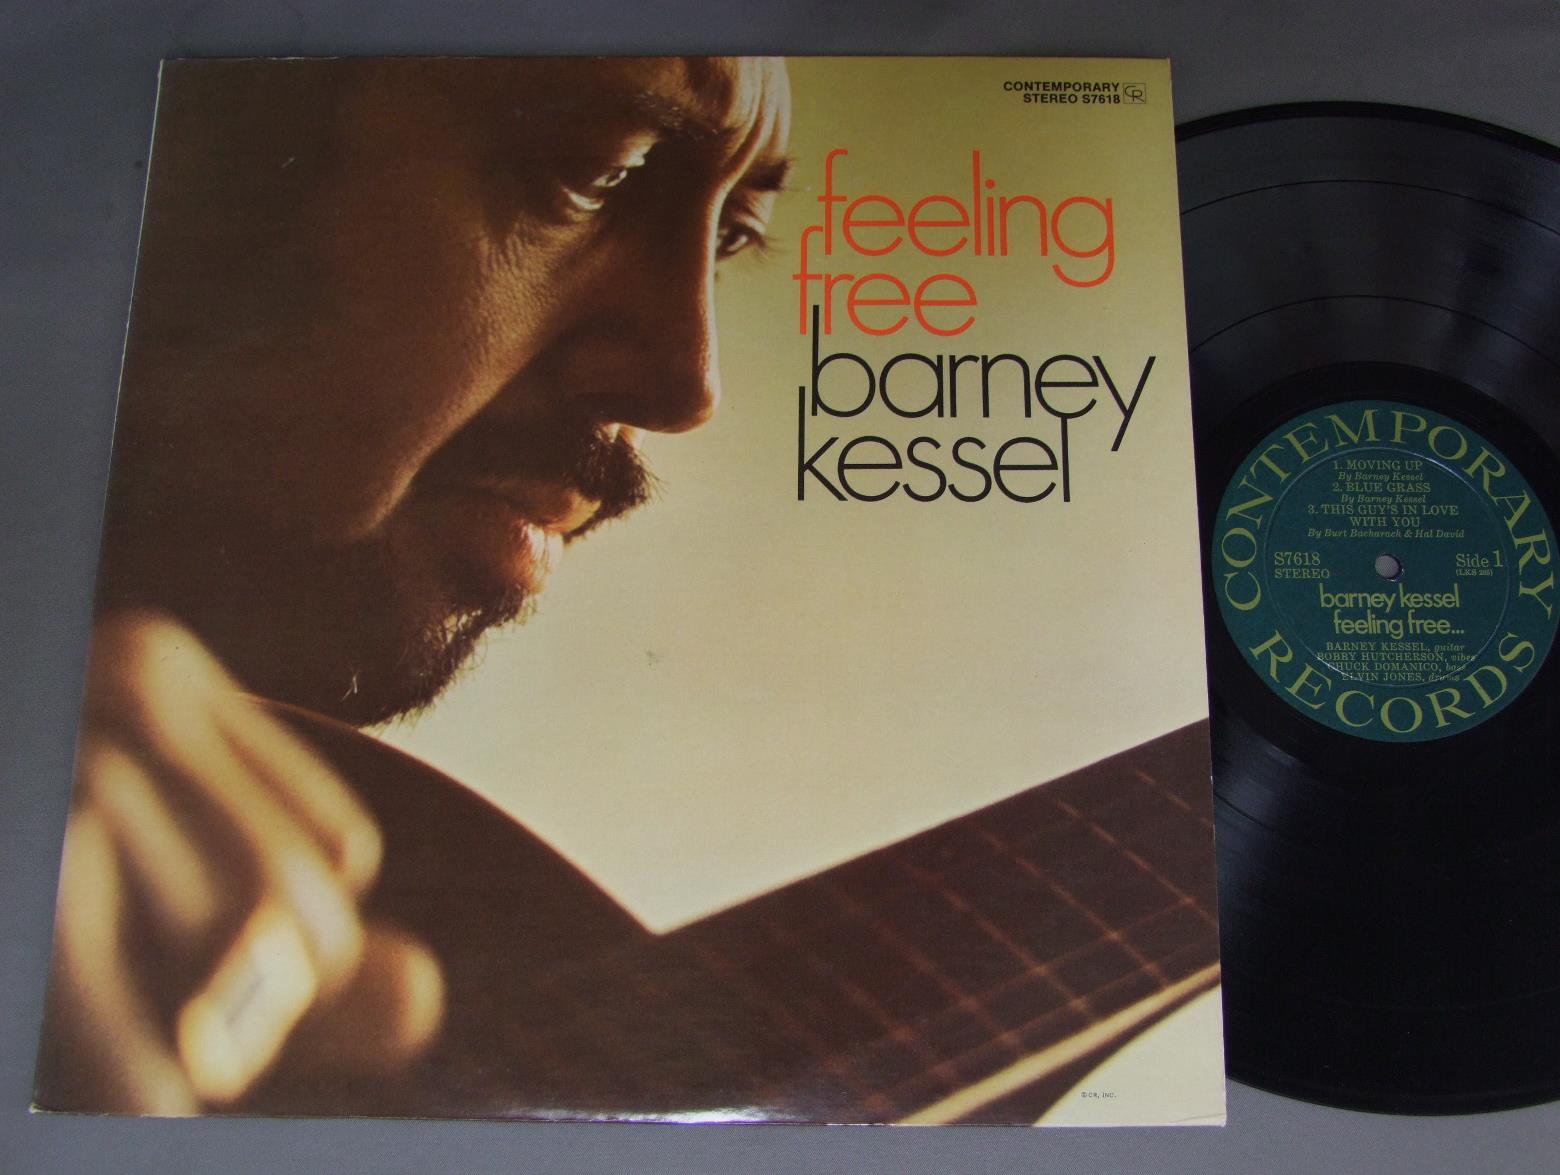 CONTEMPORARY
STEREO S7618
CR
feeling
free
barney
kessel
© CR, INC.
CONTEMPORARY
RECORDS
1. MOVING UP
By Barney Kessel
2. BLUE GRASS
By Barney Kessel
3. THIS GUY'S IN LOVE
WITH YOU
By Burt Bacharach & Hal David
S7618
STEREO
Side 1
barney kessel
feeling free...
BARNEY KESSEL, guitar
BOBBY HUTCHERSON, vibes
CHUCK DOMANICO, bass
ELVIN JONES, drums